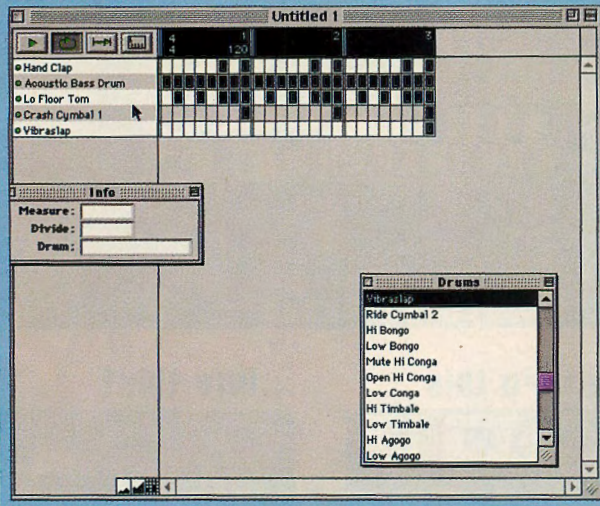 Untitled 1
4 1 2 3
4 120
Hand Clap
Acoustic Bass Drum
Lo Floor Tom
Crash Cymbal 1
Vibraslap
Info
Measure:
Divide:
Drum:
Drums
Vibraslap
Ride Cymbal 2
Hi Bongo
Low Bongo
Mute Hi Conga
Open Hi Conga
Low Conga
Hi Timbale
Low Timbale
Hi Agogo
Low Agogo